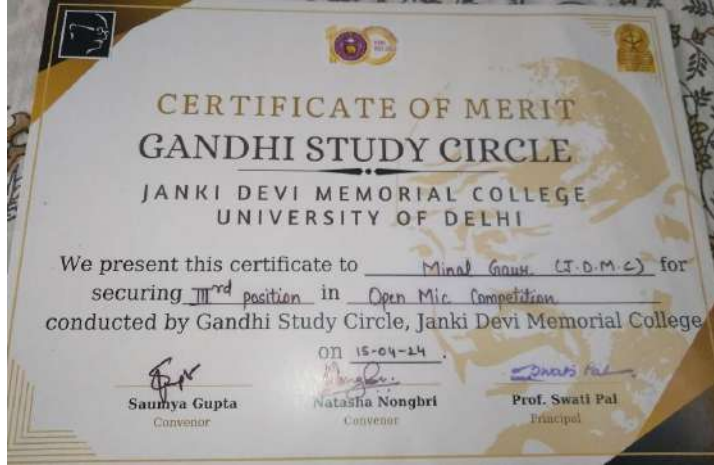 CERTIFICATE OF MERIT
GANDHI STUDY CIRCLE
JANKI DEVI MEMORIAL COLLEGE
UNIVERSITY OF DELHI
We present this certificate to Minal Gaur (J.D.M.C) for
securing IIIrd position in Open Mic Competition
conducted by Gandhi Study Circle, Janki Devi Memorial College
on 15-04-24.
Swati Pal
Saumya Gupta Natasha Nongbri Prof. Swati Pal
Convenor Convenor Principal